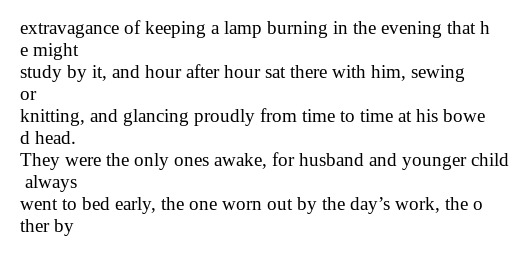 extravagance of keeping a lamp burning in the evening that h
e might
study by it, and hour after hour sat there with him, sewing
or
knitting, and glancing proudly from time to time at his bowe
d head.
They were the only ones awake, for husband and younger child
always
went to bed early, the one worn out by the day’s work, the o
ther by